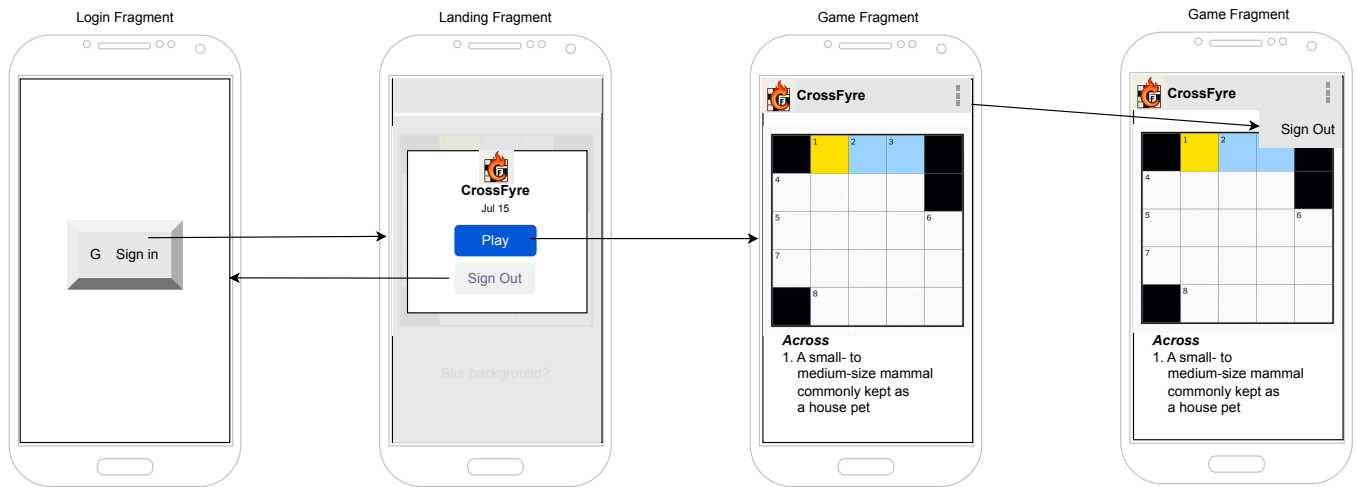 Login Fragment
G Sign in
Landing Fragment
CrossFyre
Jul 15
Play
Sign Out
Blur background?
Game Fragment
CrossFyre
1 2 3
4
5 6
7
8
Across
1. A small- to
medium-size mammal
commonly kept as
a house pet
Game Fragment
CrossFyre
Sign Out
1 2
4
5 6
7
8
Across
1. A small- to
medium-size mammal
commonly kept as
a house pet